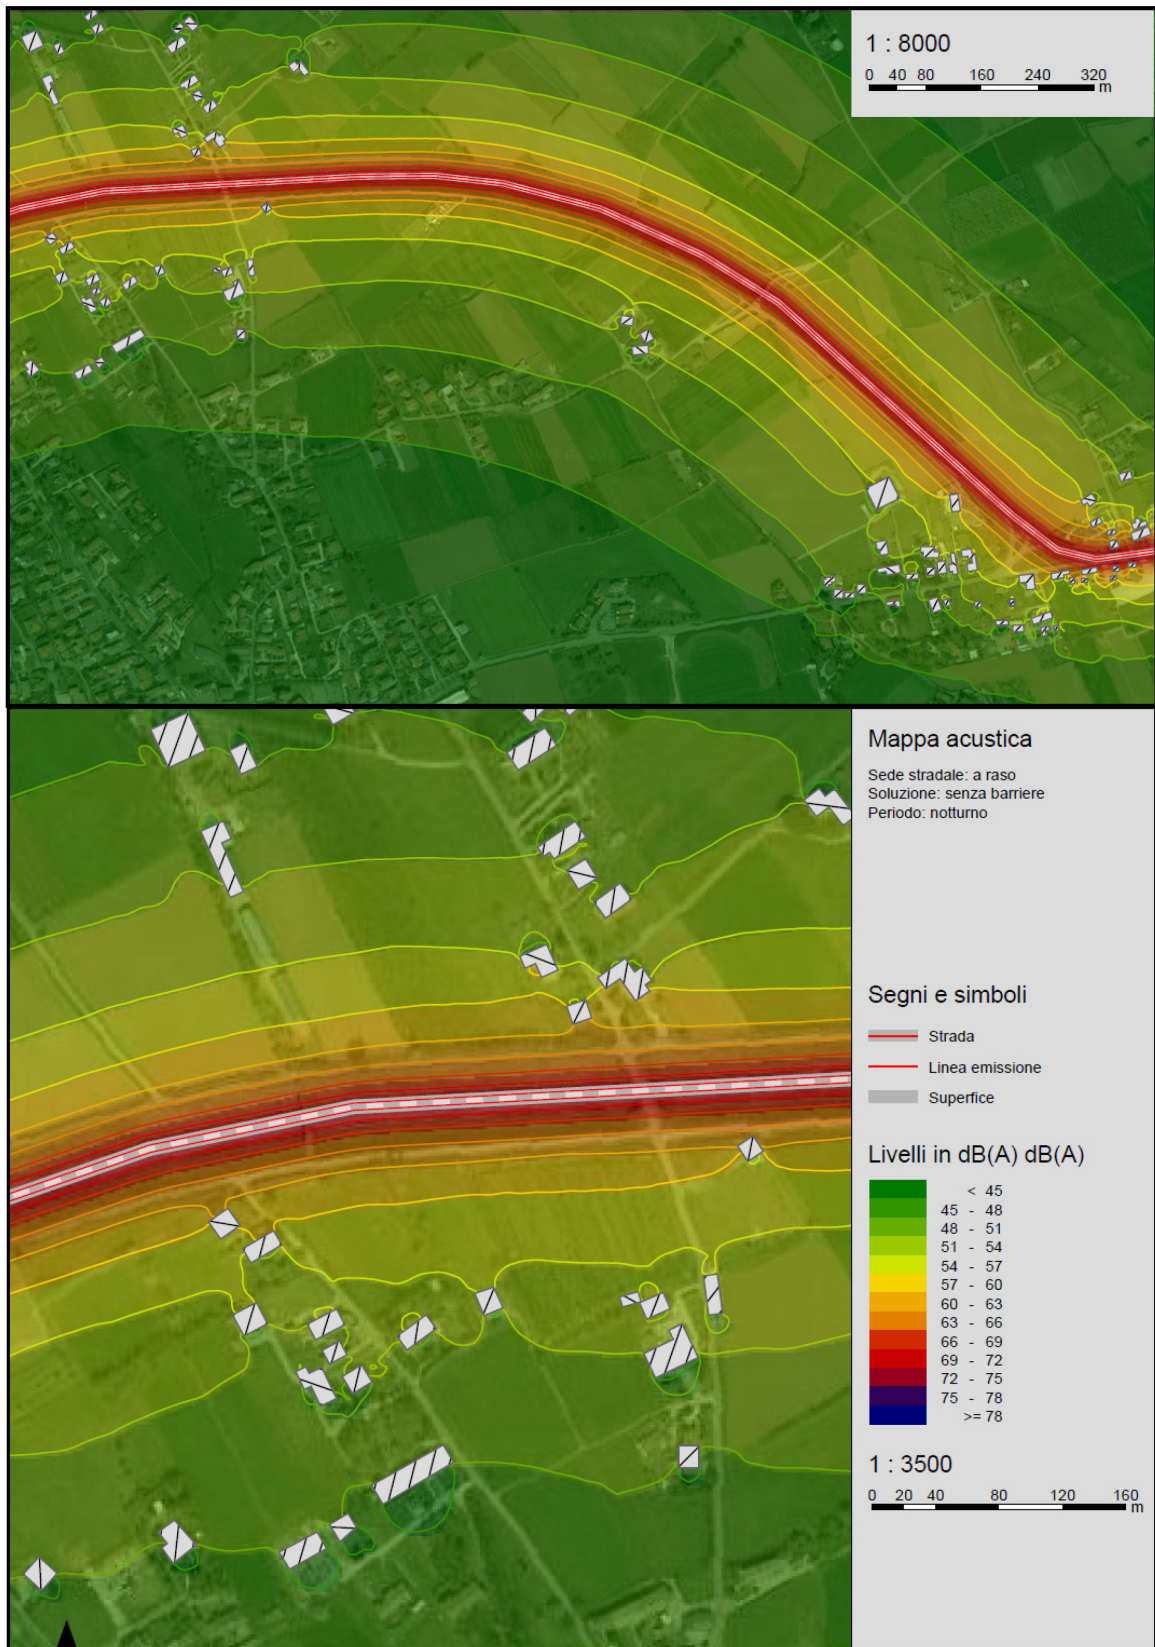 1 : 8000
0 40 80 160 240 320
m
Mappa acustica
Sede stradale: a raso
Soluzione: senza barriere
Periodo: notturno
Segni e simboli
Strada
Linea emissione
Superfice
Livelli in dB(A) dB(A)
< 45
45 - 48
48 - 51
51 - 54
54 - 57
57 - 60
60 - 63
63 - 66
66 - 69
69 - 72
72 - 75
75 - 78
>= 78
1 : 3500
0 20 40 80 120 160
m